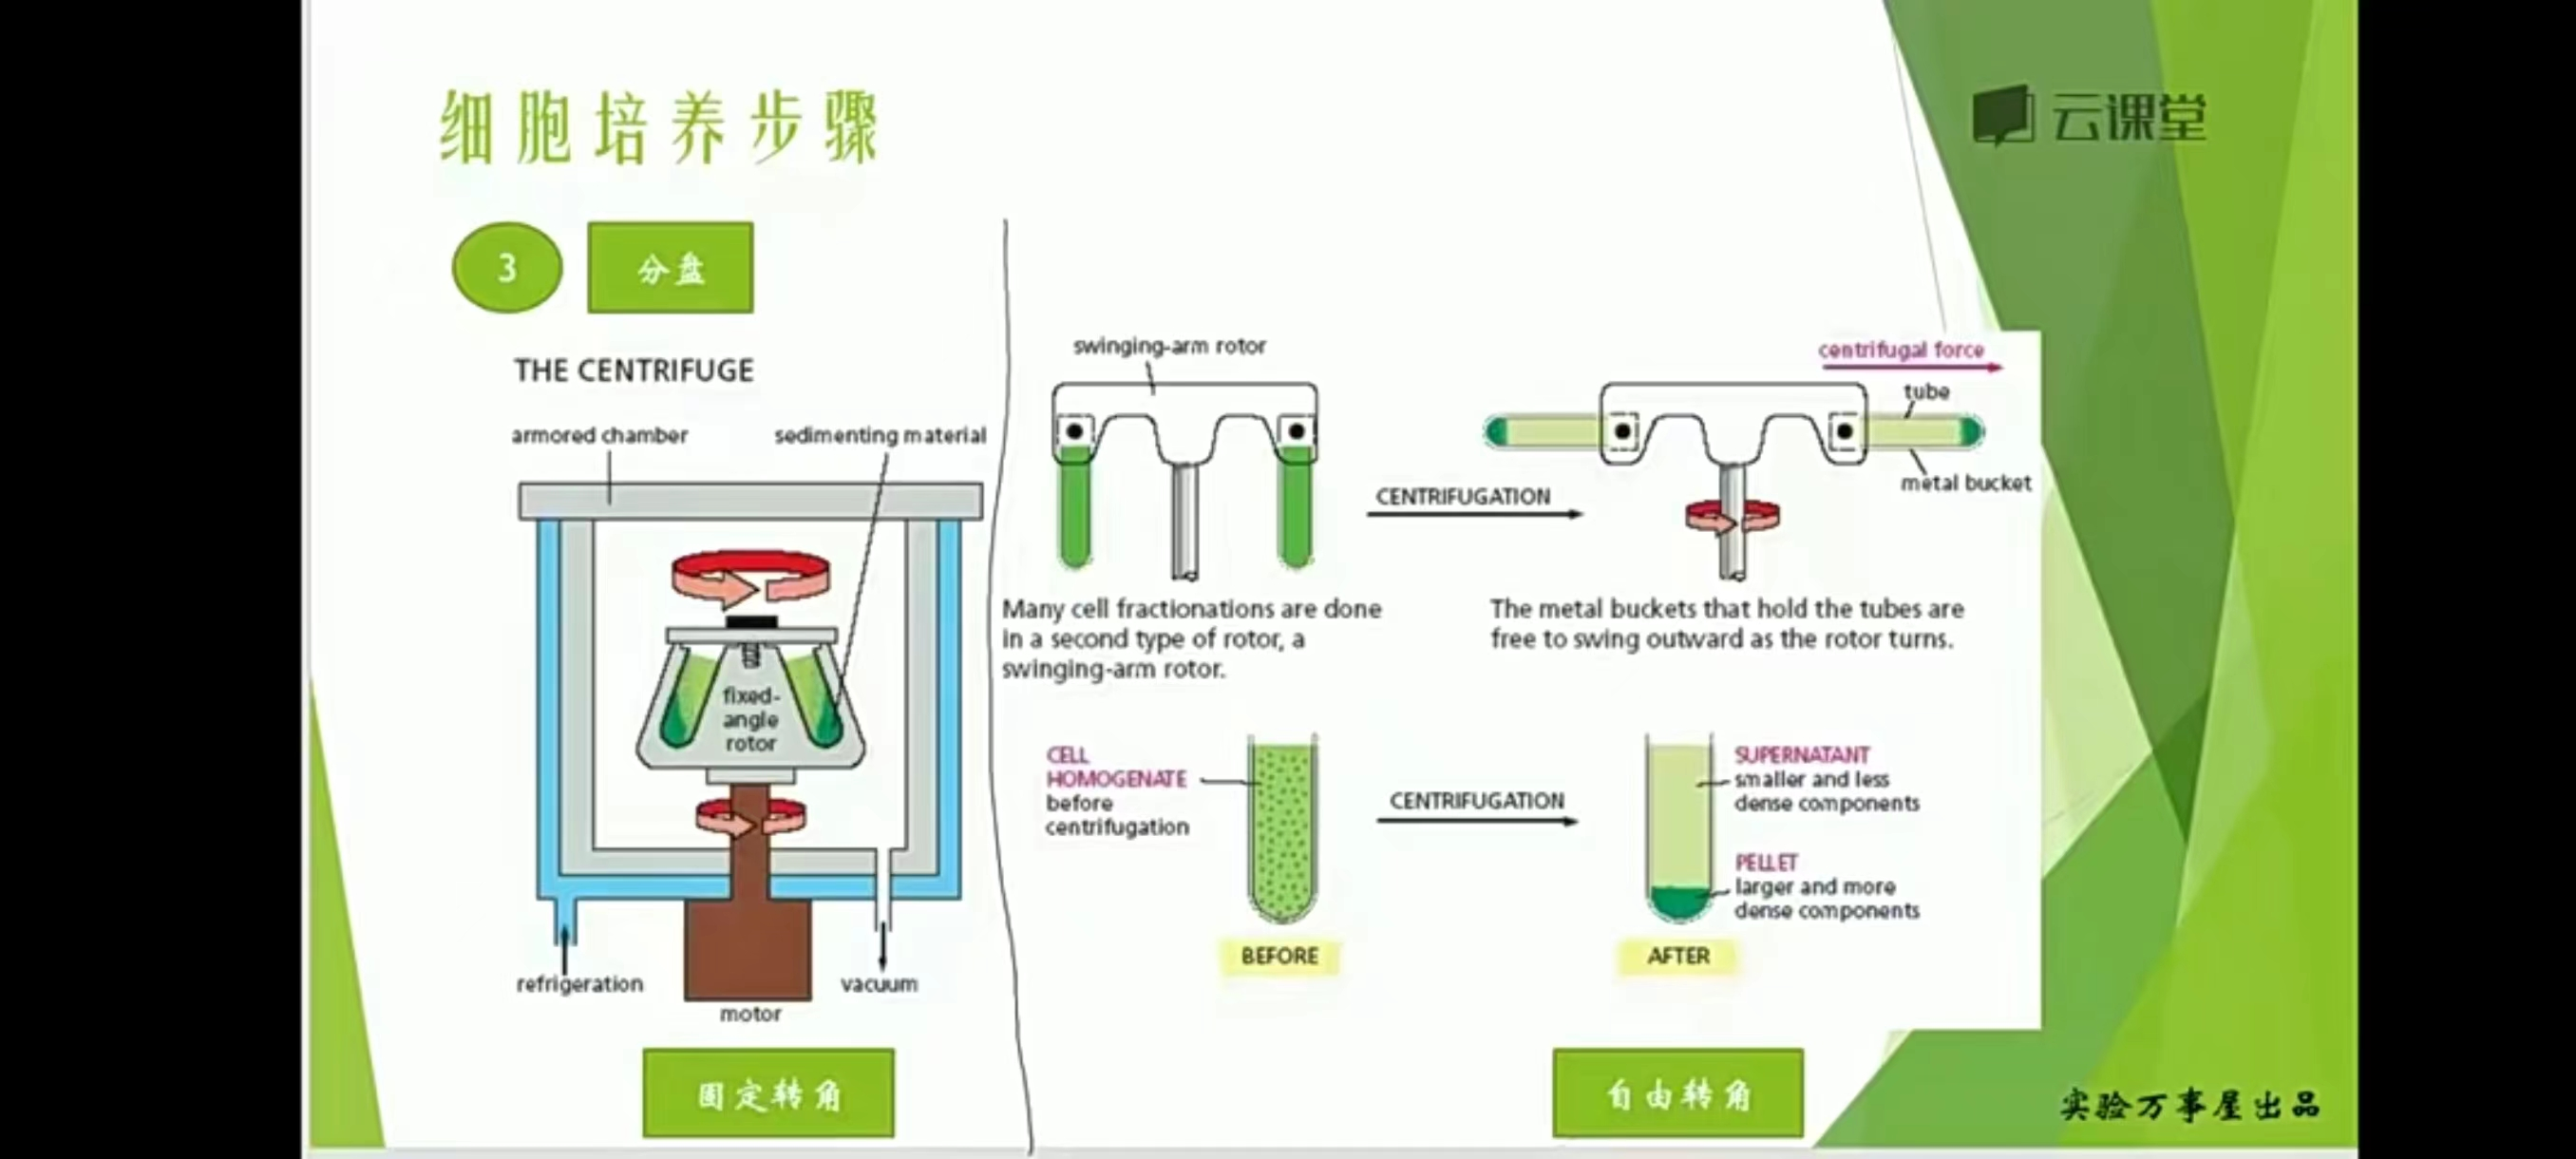 细胞培养步骤
云课堂
3
分盘
THE CENTRIFUGE
armored chamber
sedimenting material
fixed-
angle
rotor
refrigeration
vacuum
motor
固定转角
swinging-arm rotor
CENTRIFUGATION
centrifugal force
tube
metal bucket
Many cell fractionations are done
in a second type of rotor, a
swinging-arm rotor.
The metal buckets that hold the tubes are
free to swing outward as the rotor turns.
CELL
HOMOGENATE
before
centrifugation
CENTRIFUGATION
SUPERNATANT
smaller and less
dense components
PELLET
larger and more
dense components
BEFORE
AFTER
自由转角
实验万事屋出品